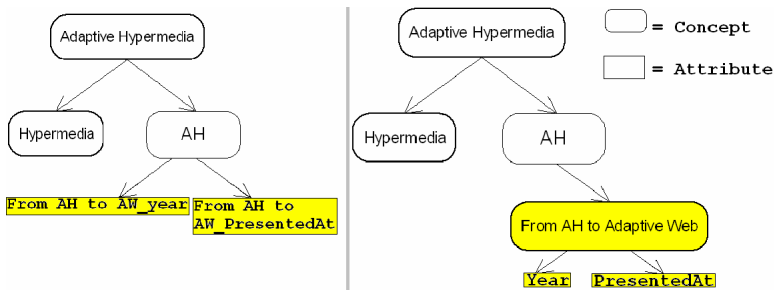 Adaptive Hypermedia
Hypermedia
AH
From AH to AW_year
From AH to
AW_PresentedAt
Adaptive Hypermedia
Hypermedia
AH
From AH to Adaptive Web
Year
PresentedAt
= Concept
= Attribute